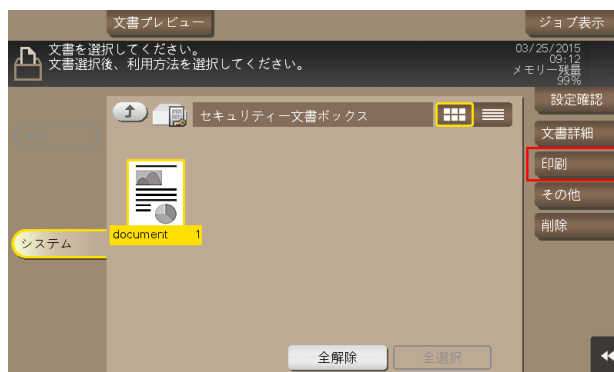 文書プレビュー
ジョブ表示
文書を選択してください。
文書選択後、利用方法を選択してください。
03/25/2015
09:12
メモリー残量
99%
設定確認
セキュリティー文書ボックス
文書詳細
印刷
その他
削除
document 1
システム
全解除
全選択